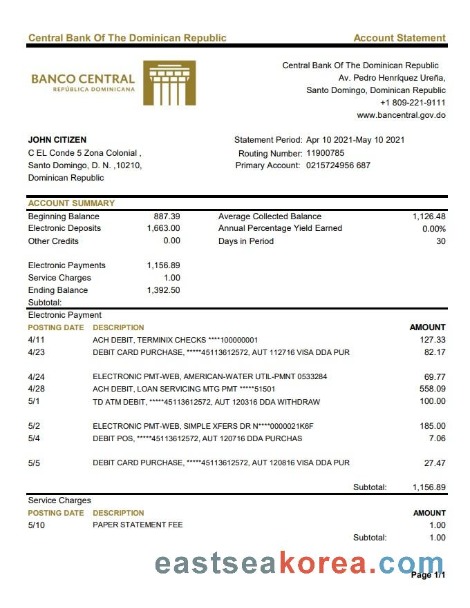 Central Bank Of The Dominican Republic Account Statement
BANCO CENTRAL
REPÚBLICA DOMINICANA
Central Bank Of The Dominican Republic
Av. Pedro Henríquez Ureña,
Santo Domingo, Dominican Republic
+1 809-221-9111
www.bancentral.gov.do
JOHN CITIZEN
C EL Conde 5 Zona Colonial ,
Santo Domingo, D. N. ,10210,
Dominican Republic
Statement Period: Apr 10 2021-May 10 2021
Routing Number: 11900785
Primary Account: 0215724956 687
ACCOUNT SUMMARY
Beginning Balance 887.39 Average Collected Balance 1,126.48
Electronic Deposits 1,663.00 Annual Percentage Yield Earned 0.00%
Other Credits 0.00 Days in Period 30
Electronic Payments 1,156.89
Service Charges 1.00
Ending Balance 1,392.50
Subtotal:
Electronic Payment
POSTING DATE DESCRIPTION AMOUNT
4/11 ACH DEBIT, TERMINIX CHECKS ****100000001 127.33
4/23 DEBIT CARD PURCHASE, *****45113612572, AUT 112716 VISA DDA PUR 82.17
4/24 ELECTRONIC PMT-WEB, AMERICAN-WATER UTIL-PMNT 0533284 69.77
4/28 ACH DEBIT, LOAN SERVICING MTG PMT *****51501 558.09
5/1 TD ATM DEBIT, *****45113612572, AUT 120316 DDA WITHDRAW 100.00
5/2 ELECTRONIC PMT-WEB, SIMPLE XFERS DR N****0000021K6F 185.00
5/4 DEBIT POS, *****45113612572, AUT 120716 DDA PURCHAS 7.06
5/5 DEBIT CARD PURCHASE, *****45113612572, AUT 120816 VISA DDA PUR 27.47
Subtotal: 1,156.89
Service Charges
POSTING DATE DESCRIPTION AMOUNT
5/10 PAPER STATEMENT FEE 1.00
Subtotal: 1.00
eastseakorea.com
Page 1/1